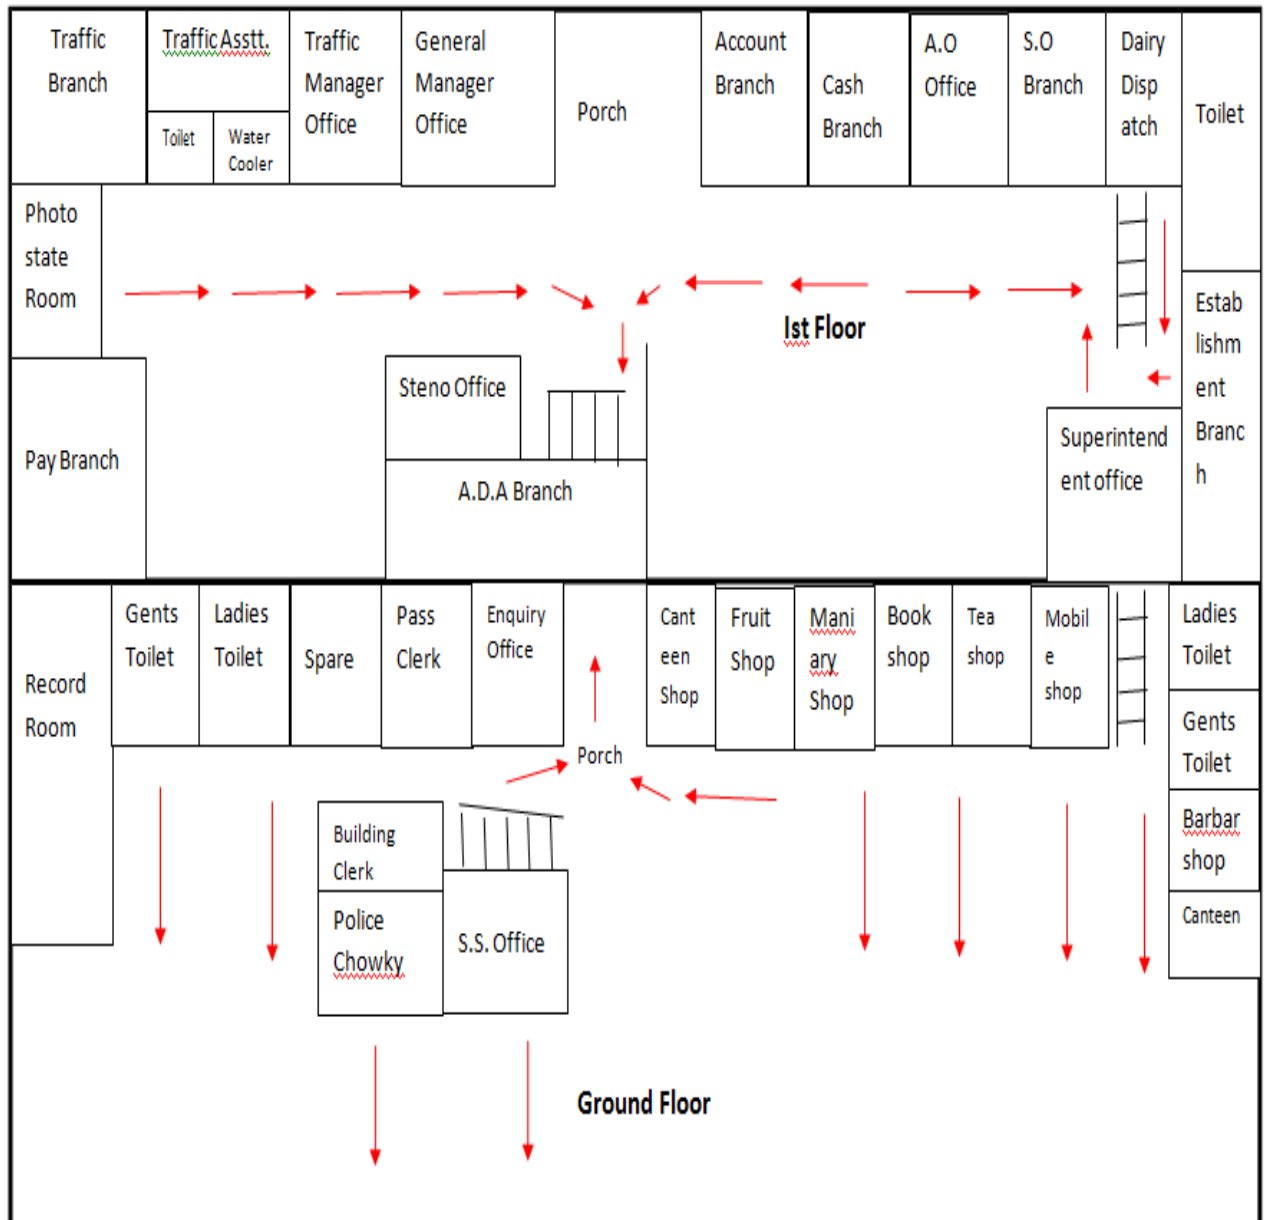 Traffic
Branch
Traffic Asstt.
Toilet
Water
Cooler
Traffic
Manager
Office
General
Manager
Office
Porch
Account
Branch
Cash
Branch
A.O
Office
S.O
Branch
Dairy
Disp
atch
Toilet
Photo
state
Room
Ist Floor
Estab
lishm
ent
Branc
h
Pay Branch
Steno Office
A.D.A Branch
Superintend
ent office
Record
Room
Gents
Toilet
Ladies
Toilet
Spare
Pass
Clerk
Enquiry
Office
Porch
Cant
een
Shop
Fruit
Shop
Mani
ary
Shop
Book
shop
Tea
shop
Mobil
e
shop
Ladies
Toilet
Gents
Toilet
Barbar
shop
Canteen
Building
Clerk
Police
Chowky
S.S. Office
Ground Floor